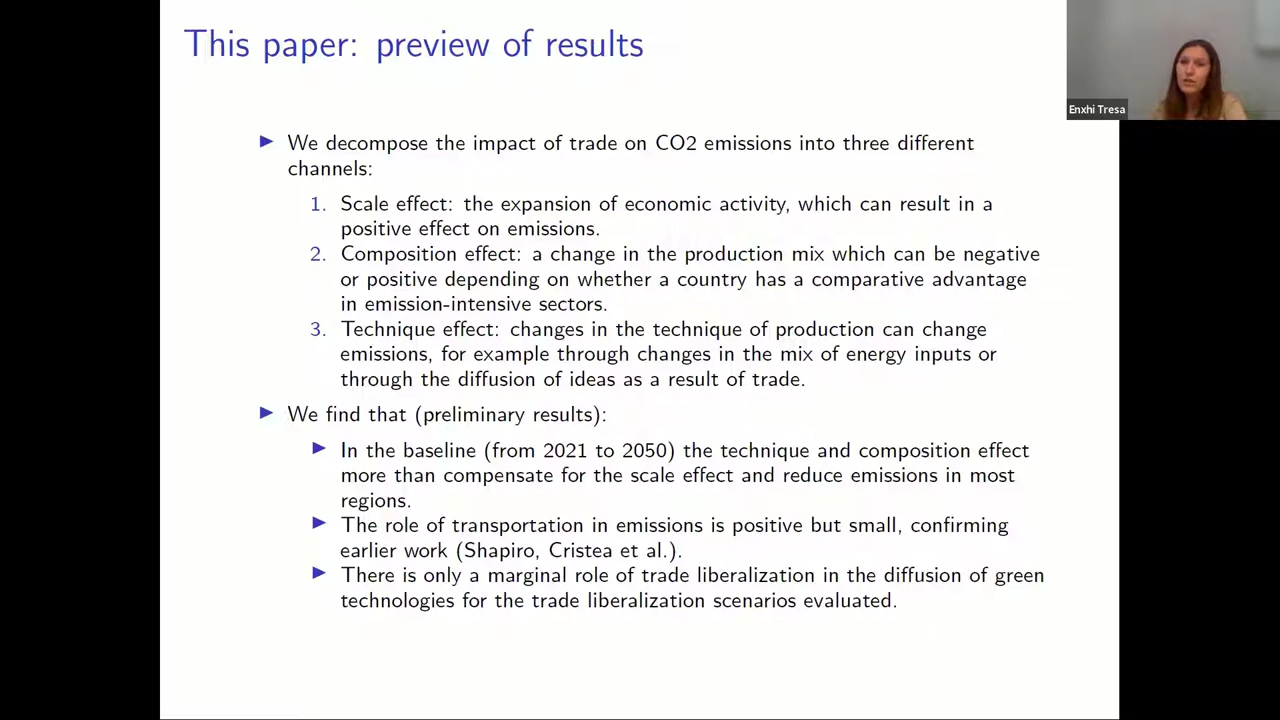 This paper: preview of results
Enxhi Tresa
► We decompose the impact of trade on CO2 emissions into three different
channels:
1. Scale effect: the expansion of economic activity, which can result in a
positive effect on emissions.
2. Composition effect: a change in the production mix which can be negative
or positive depending on whether a country has a comparative advantage
in emission-intensive sectors.
3. Technique effect: changes in the technique of production can change
emissions, for example through changes in the mix of energy inputs or
through the diffusion of ideas as a result of trade.
► We find that (preliminary results):
► In the baseline (from 2021 to 2050) the technique and composition effect
more than compensate for the scale effect and reduce emissions in most
regions.
► The role of transportation in emissions is positive but small, confirming
earlier work (Shapiro, Cristea et al.).
► There is only a marginal role of trade liberalization in the diffusion of green
technologies for the trade liberalization scenarios evaluated.